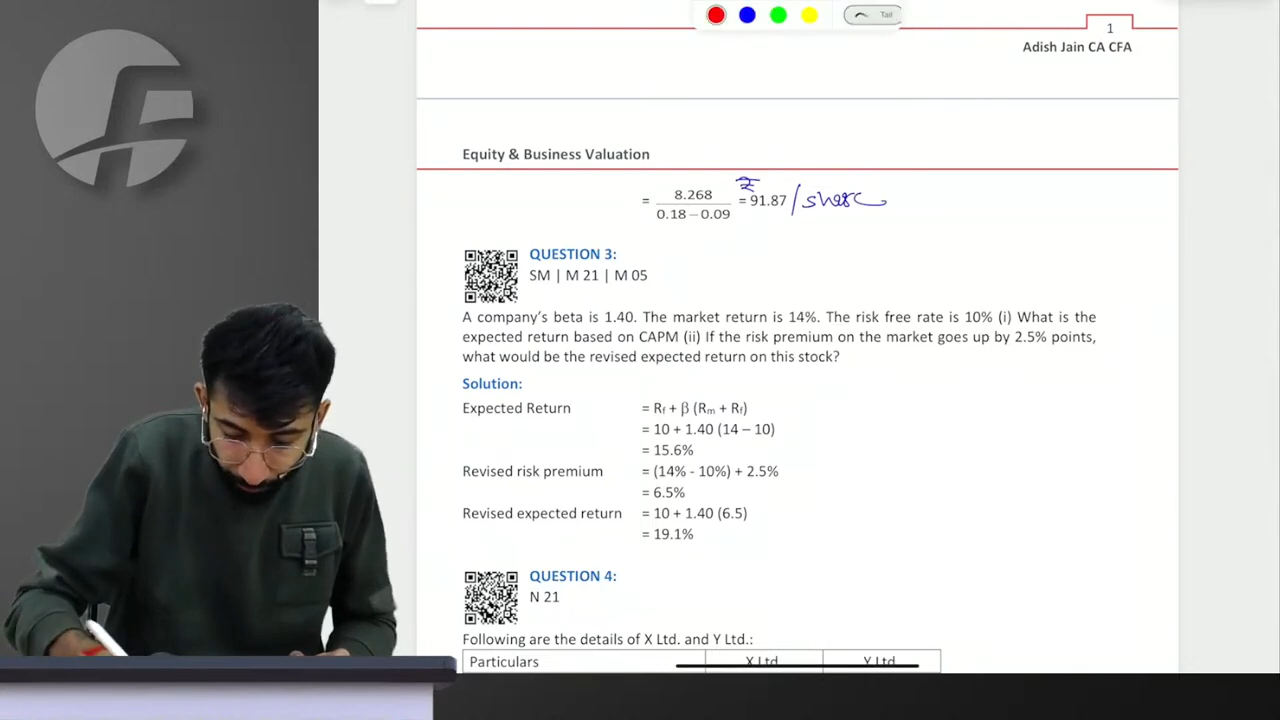 Tail
1
Adish Jain CA CFA
Equity & Business Valuation
= 8.268 / 0.18 – 0.09 = ₹ 91.87 / share
QUESTION 3:
SM | M 21 | M 05
A company's beta is 1.40. The market return is 14%. The risk free rate is 10% (i) What is the
expected return based on CAPM (ii) If the risk premium on the market goes up by 2.5% points,
what would be the revised expected return on this stock?
Solution:
Expected Return = Rf + β (Rm + Rf)
= 10 + 1.40 (14 – 10)
= 15.6%
Revised risk premium = (14% - 10%) + 2.5%
= 6.5%
Revised expected return = 10 + 1.40 (6.5)
= 19.1%
QUESTION 4:
N 21
Following are the details of X Ltd. and Y Ltd.:
Particulars X Ltd Y Ltd